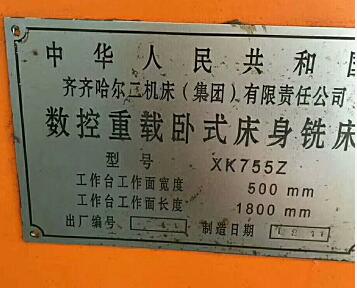 中华人民共和国
齐齐哈尔二机床（集团）有限责任公司
数控重载卧式床身铣床
型号 XK755Z
工作台工作面宽度 500 mm
工作台工作面长度 1800 mm
出厂编号 制造日期